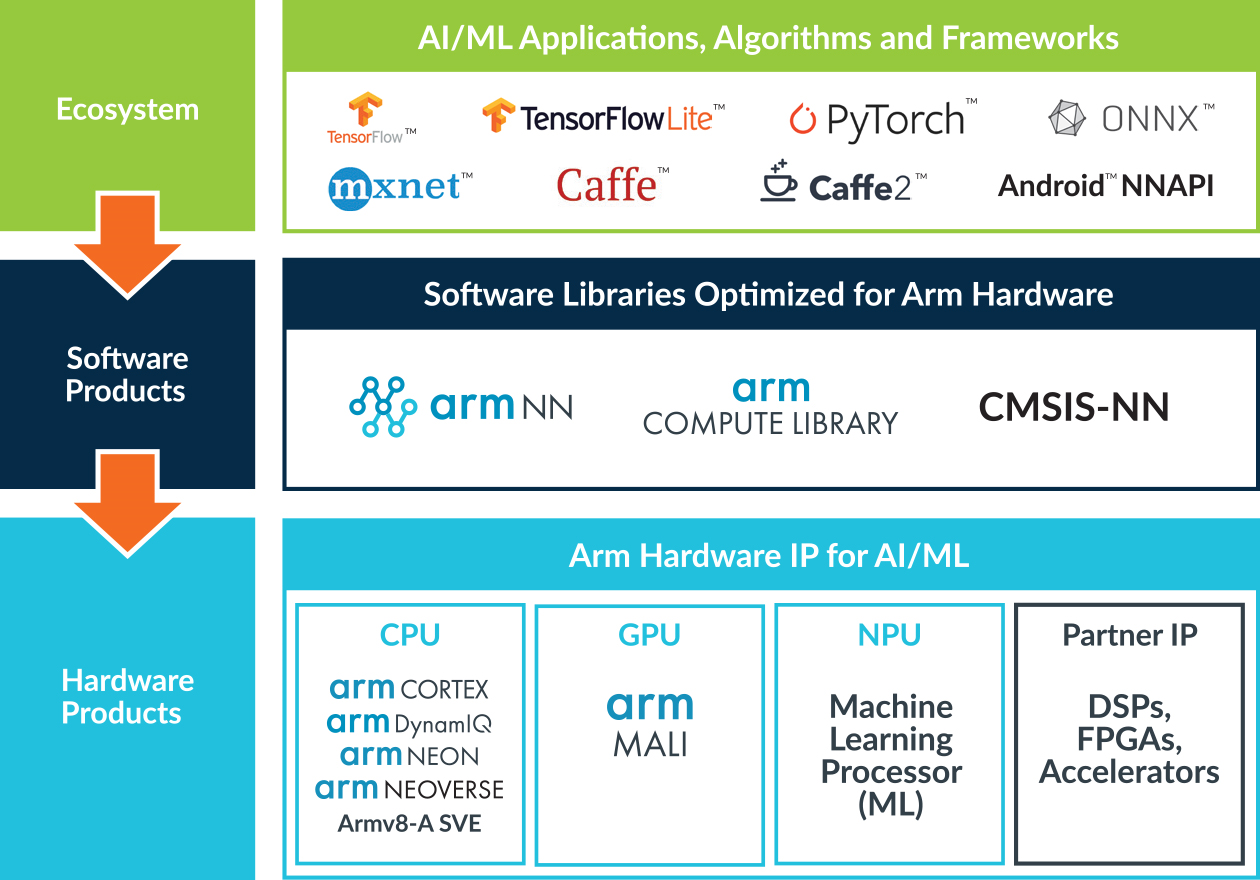 Ecosystem
AI/ML Applications, Algorithms and Frameworks
TensorFlow™
TensorFlow Lite™
PyTorch™
ONNX™
mxnet™
Caffe™
Caffe2™
Android™ NNAPI
Software
Products
Software Libraries Optimized for Arm Hardware
arm NN
arm
COMPUTE LIBRARY
CMSIS-NN
Hardware
Products
Arm Hardware IP for AI/ML
CPU
arm CORTEX
arm DynamIQ
arm NEON
arm NEOVERSE
Armv8-A SVE
GPU
arm
MALI
NPU
Machine
Learning
Processor
(ML)
Partner IP
DSPs,
FPGAs,
Accelerators